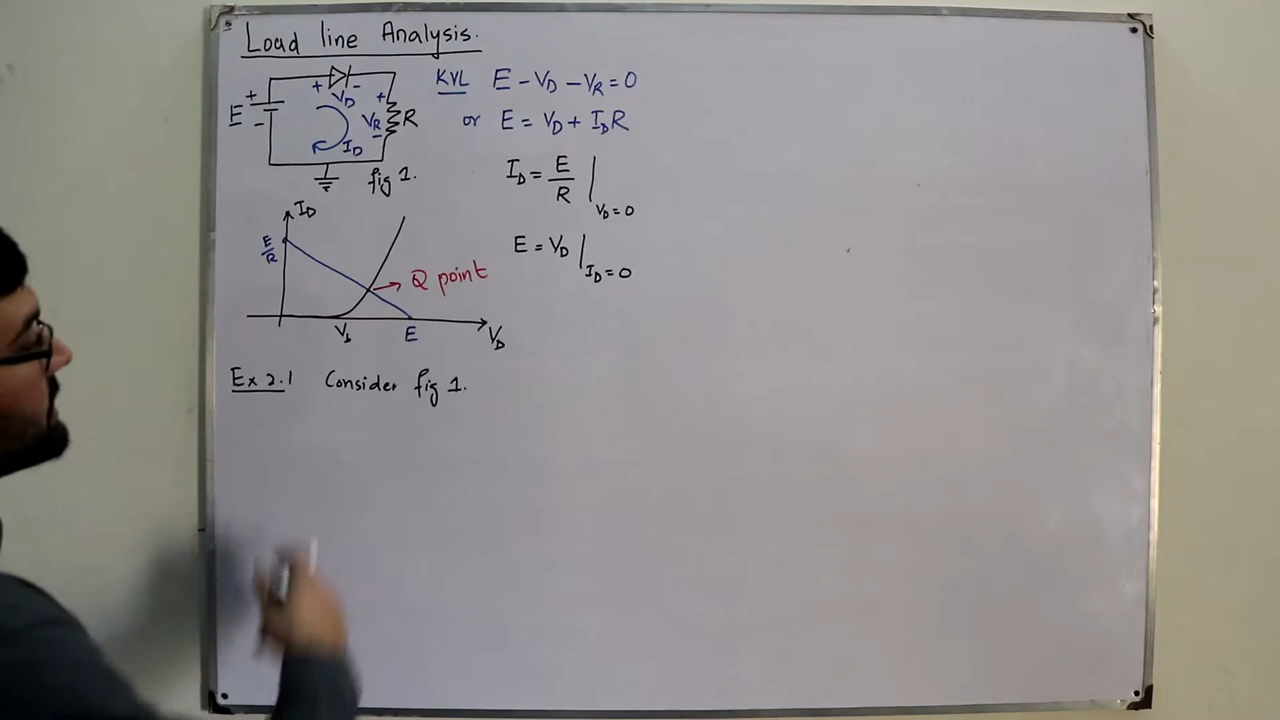 Load line Analysis.
+ -
V_D
+
E
-
+
V_R R
I_D
fig 1.
KVL E - V_D - V_R = 0
or E = V_D + I_D R
I_D = E/R | V_D = 0
E = V_D | I_D = 0
I_D
E/R
Q point
E
V_D
Ex 2.1 Consider fig 1.